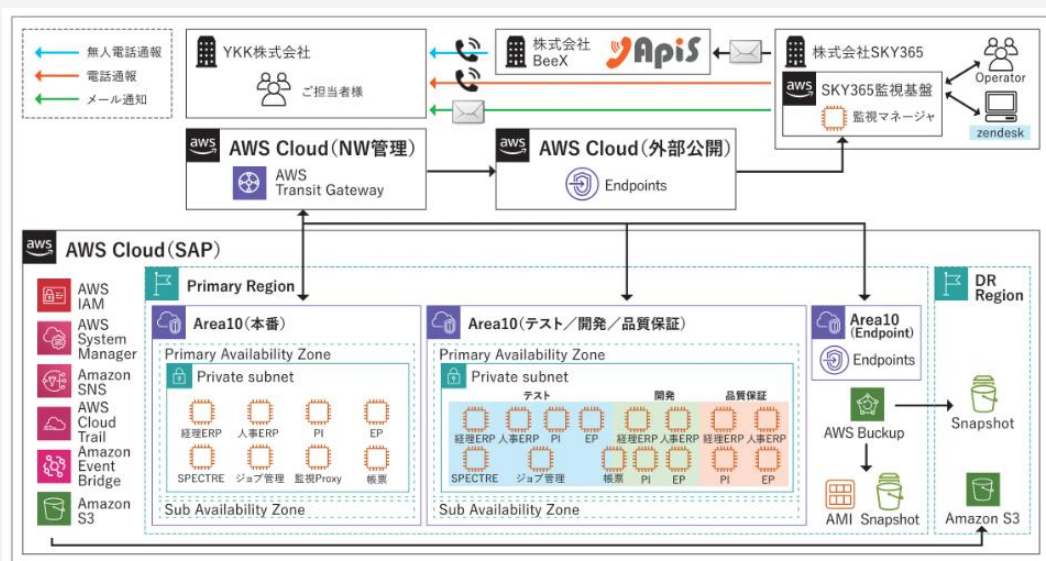 無人電話通報
電話通報
メール通知
YKK株式会社
ご担当者様
株式会社
BeeX
ApiS
株式会社SKY365
aws
SKY365監視基盤
監視マネージャ
Operator
zendesk
aws
AWS Cloud(NW管理)
AWS
Transit Gateway
aws
AWS Cloud(外部公開)
Endpoints
aws
AWS Cloud(SAP)
AWS
IAM
AWS
System
Manager
Amazon
SNS
AWS
Cloud
Trail
Amazon
Event
Bridge
Amazon
S3
Primary Region
Area10(本番)
Primary Availability Zone
Private subnet
経理ERP 人事ERP PI EP
SPECTRE ジョブ管理 監視Proxy 帳票
Sub Availability Zone
Area10(テスト/開発/品質保証)
Primary Availability Zone
Private subnet
テスト 開発 品質保証
経理ERP 人事ERP PI EP 経理ERP 人事ERP 経理ERP 人事ERP
SPECTRE ジョブ管理 帳票 PI EP PI EP
Sub Availability Zone
Area10
(Endpoint)
Endpoints
AWS Buckup
AMI Snapshot
DR
Region
Snapshot
Amazon S3